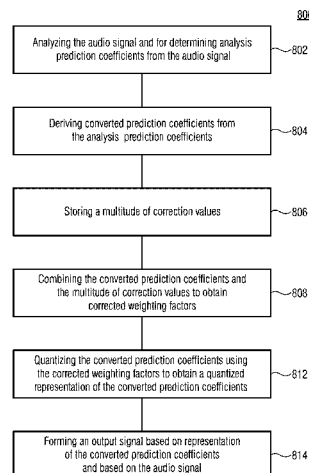 Analyzing the audio signal and for determining analysis
prediction coefficients from the audio signal
802
Deriving converted prediction coefficients from
the analysis prediction coefficients
804
Storing a multitude of correction values
806
Combining the converted prediction coefficients and
the multitude of correction values to obtain
corrected weighting factors
808
Quantizing the converted prediction coefficients using
the corrected weighting factors to obtain a quantized
representation of the converted prediction coefficients
812
Forming an output signal based on representation
of the converted prediction coefficients
and based on the audio signal
814